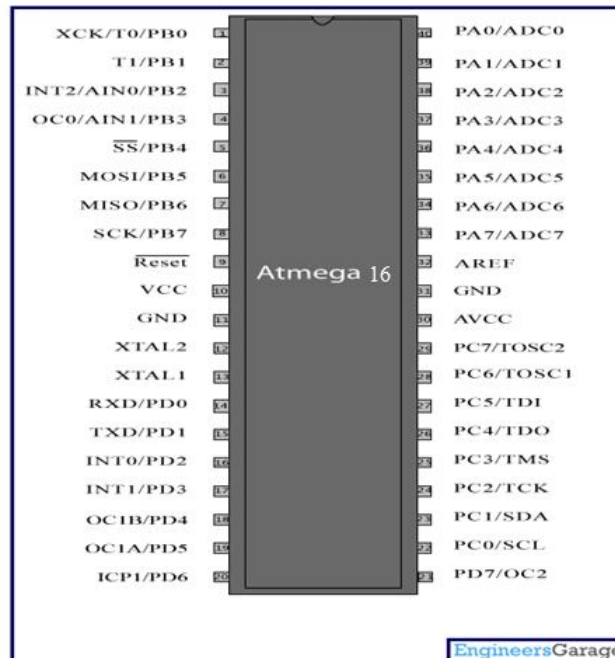 XCK/T0/PB0 1 40 PA0/ADC0
T1/PB1 2 39 PA1/ADC1
INT2/AIN0/PB2 3 38 PA2/ADC2
OC0/AIN1/PB3 4 37 PA3/ADC3
S̅S̅/PB4 5 36 PA4/ADC4
MOSI/PB5 6 35 PA5/ADC5
MISO/PB6 7 34 PA6/ADC6
SCK/PB7 8 33 PA7/ADC7
R̅e̅s̅e̅t̅ 9 Atmega 16 32 AREF
VCC 10 31 GND
GND 11 30 AVCC
XTAL2 12 29 PC7/TOSC2
XTAL1 13 28 PC6/TOSC1
RXD/PD0 14 27 PC5/TDI
TXD/PD1 15 26 PC4/TDO
INT0/PD2 16 25 PC3/TMS
INT1/PD3 17 24 PC2/TCK
OC1B/PD4 18 23 PC1/SDA
OC1A/PD5 19 22 PC0/SCL
ICP1/PD6 20 PD7/OC2
EngineersGarage